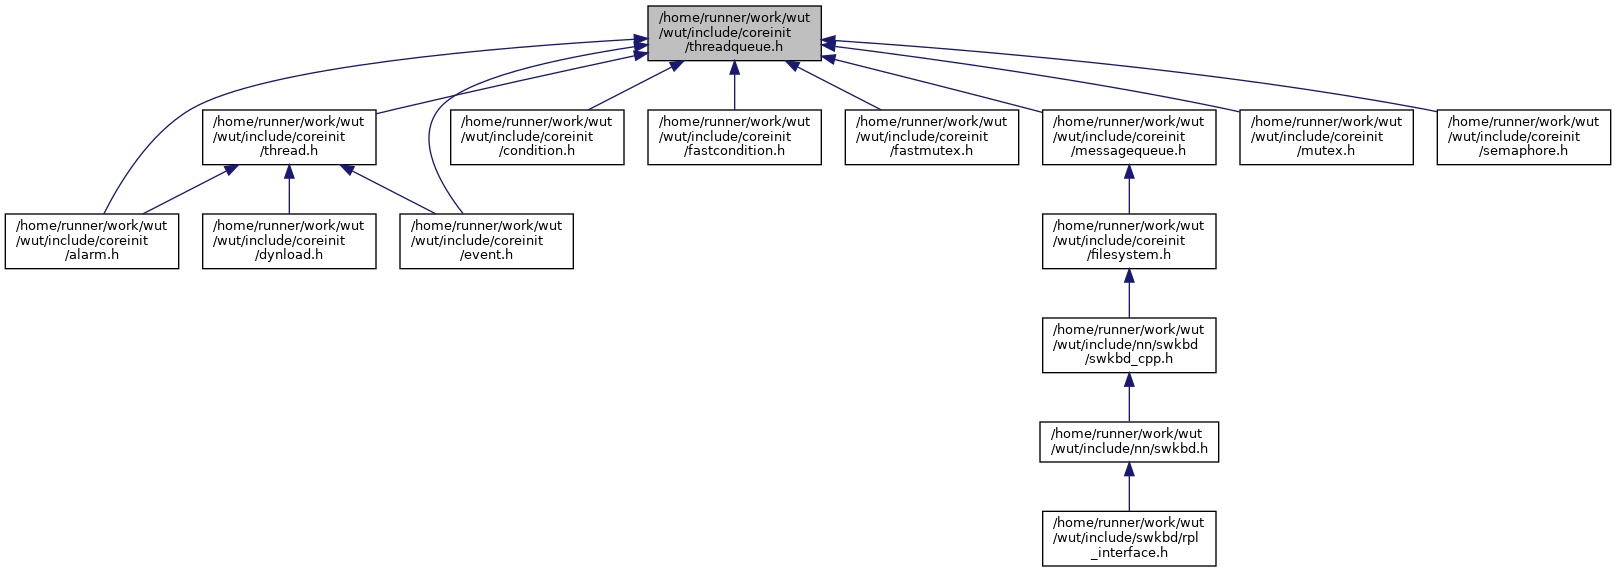 /home/runner/work/wut
/wut/include/coreinit
/threadqueue.h
/home/runner/work/wut
/wut/include/coreinit
/thread.h
/home/runner/work/wut
/wut/include/coreinit
/condition.h
/home/runner/work/wut
/wut/include/coreinit
/fastcondition.h
/home/runner/work/wut
/wut/include/coreinit
/fastmutex.h
/home/runner/work/wut
/wut/include/coreinit
/messagequeue.h
/home/runner/work/wut
/wut/include/coreinit
/mutex.h
/home/runner/work/wut
/wut/include/coreinit
/semaphore.h
/home/runner/work/wut
/wut/include/coreinit
/alarm.h
/home/runner/work/wut
/wut/include/coreinit
/dynload.h
/home/runner/work/wut
/wut/include/coreinit
/event.h
/home/runner/work/wut
/wut/include/coreinit
/filesystem.h
/home/runner/work/wut
/wut/include/nn/swkbd
/swkbd_cpp.h
/home/runner/work/wut
/wut/include/nn/swkbd.h
/home/runner/work/wut
/wut/include/swkbd/rpl
_interface.h